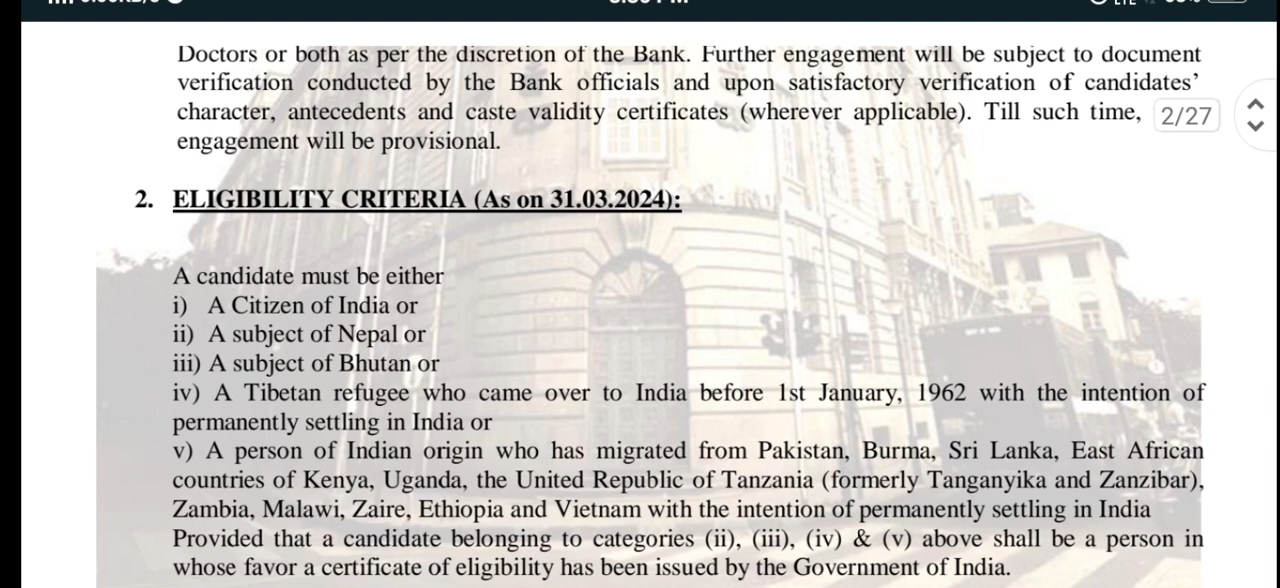 Doctors or both as per the discretion of the Bank. Further engagement will be subject to document
verification conducted by the Bank officials and upon satisfactory verification of candidates'
character, antecedents and caste validity certificates (wherever applicable). Till such time,
2/27
engagement will be provisional.
2. ELIGIBILITY CRITERIA (As on 31.03.2024):
A candidate must be either
i) A Citizen of India or
ii) A subject of Nepal or
iii) A subject of Bhutan or
iv) A Tibetan refugee who came over to India before 1st January, 1962 with the intention of
permanently settling in India or
v) A person of Indian origin who has migrated from Pakistan, Burma, Sri Lanka, East African
countries of Kenya, Uganda, the United Republic of Tanzania (formerly Tanganyika and Zanzibar),
Zambia, Malawi, Zaire, Ethiopia and Vietnam with the intention of permanently settling in India
Provided that a candidate belonging to categories (ii), (iii), (iv) & (v) above shall be a person in
whose favor a certificate of eligibility has been issued by the Government of India.